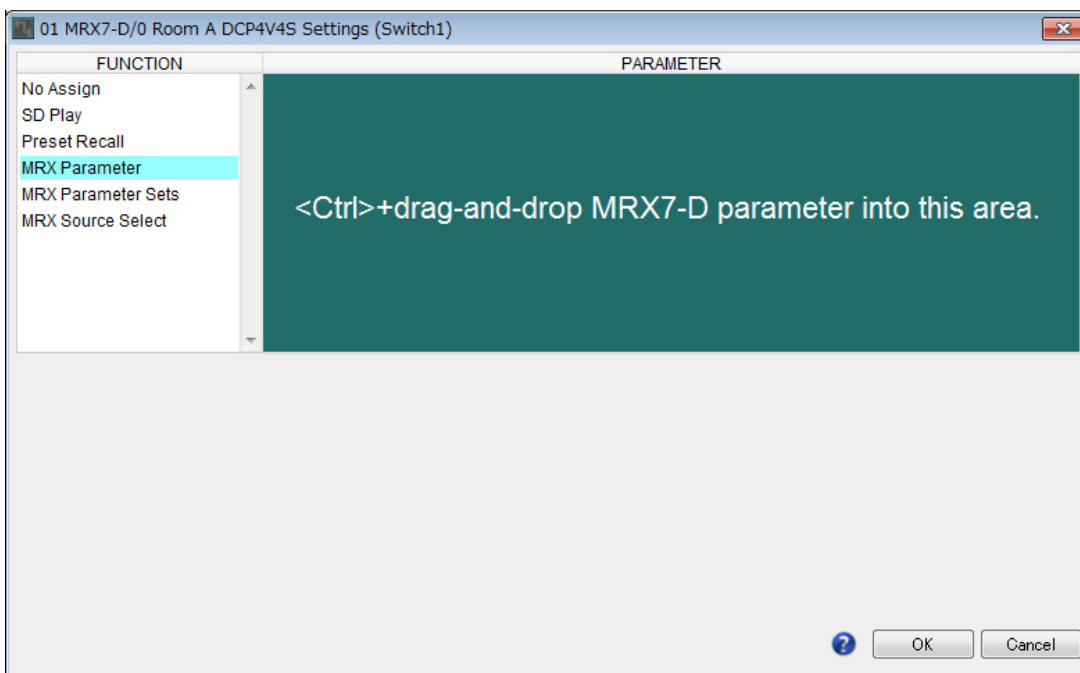 01 MRX7-D/0 Room A DCP4V4S Settings (Switch1)
FUNCTION
PARAMETER
No Assign
SD Play
Preset Recall
MRX Parameter
MRX Parameter Sets
MRX Source Select
<Ctrl>+drag-and-drop MRX7-D parameter into this area.
?
OK
Cancel